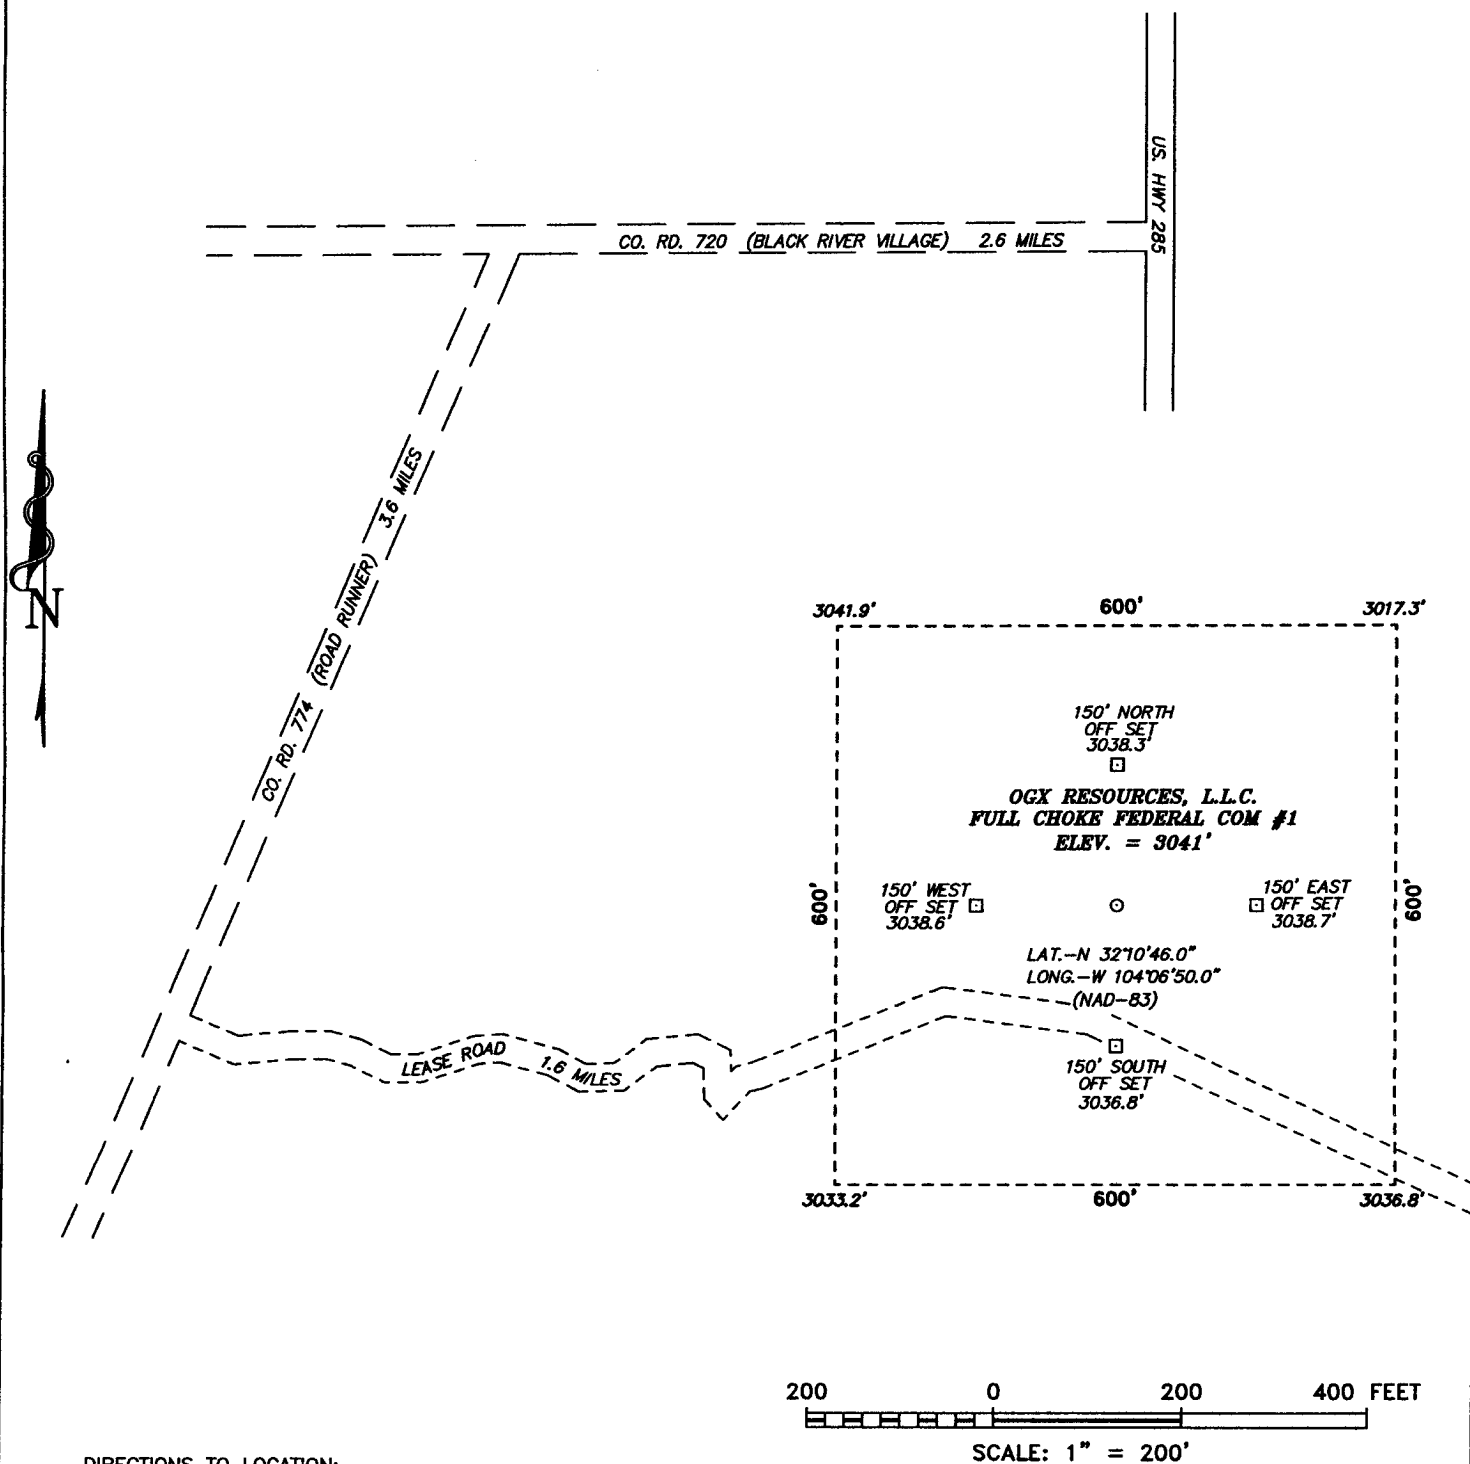 US. HWY 285
CO. RD. 720 (BLACK RIVER VILLAGE) 2.6 MILES
CO. RD. 774 (ROAD RUNNER) 3.6 MILES
N
3041.9'
600'
3017.3'
150' NORTH
OFF SET
3038.3'
OGX RESOURCES, L.L.C.
FULL CHOKE FEDERAL COM #1
ELEV. = 3041'
600'
150' WEST
OFF SET
3038.6'
150' EAST
OFF SET
3038.7'
600'
LAT.-N 32°10'46.0"
LONG.-W 104°06'50.0"
(NAD-83)
LEASE ROAD 1.6 MILES
150' SOUTH
OFF SET
3036.8'
3033.2'
600'
3036.8'
200 0 200 400 FEET
SCALE: 1" = 200'
DIRECTIONS TO LOCATION: